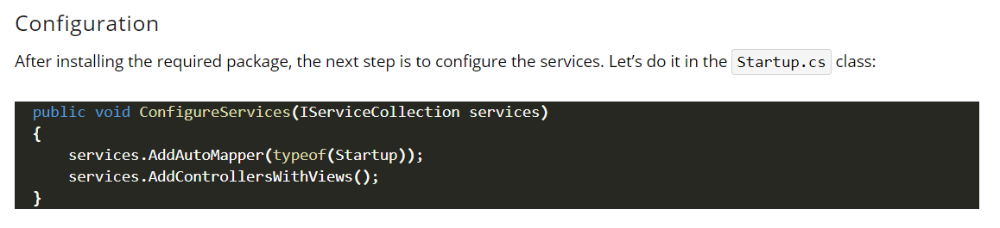 Configuration
After installing the required package, the next step is to configure the services. Let’s do it in the Startup.cs class:
public void ConfigureServices(IServiceCollection services)
{
    services.AddAutoMapper(typeof(Startup));
    services.AddControllersWithViews();
}